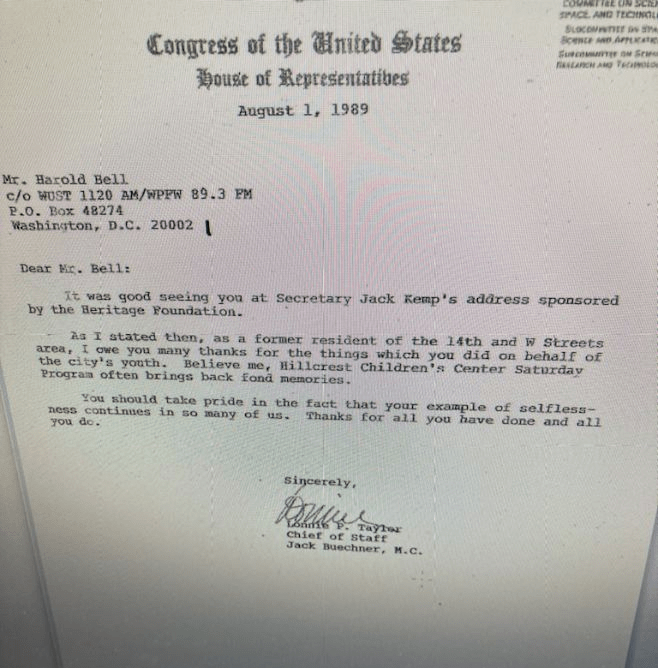 COMMITTEE ON
SPACE, AND
Congress of the United States
House of Representatives
August 1, 1989
Mr. Harold Bell
c/o WUST 1120 AM/WPFW 89.3 FM
P.O. Box 48274
Washington, D.C. 20002
Dear Mr. Bell:
It was good seeing you at Secretary Jack Kemp's address sponsored
by the Heritage Foundation.
As I stated then, as a former resident of the 14th and W Streets
area, I owe you many thanks for the things which you did on behalf of
the city's youth. Believe me, Hillcrest Children's Center Saturday
Program often brings back fond memories.
You should take pride in the fact that your example of selfless-
ness continues in so many of us. Thanks for all you have done and all
you do.
Sincerely,
Lonnie P. Taylor
Chief of Staff
Jack Buechner, M.C.